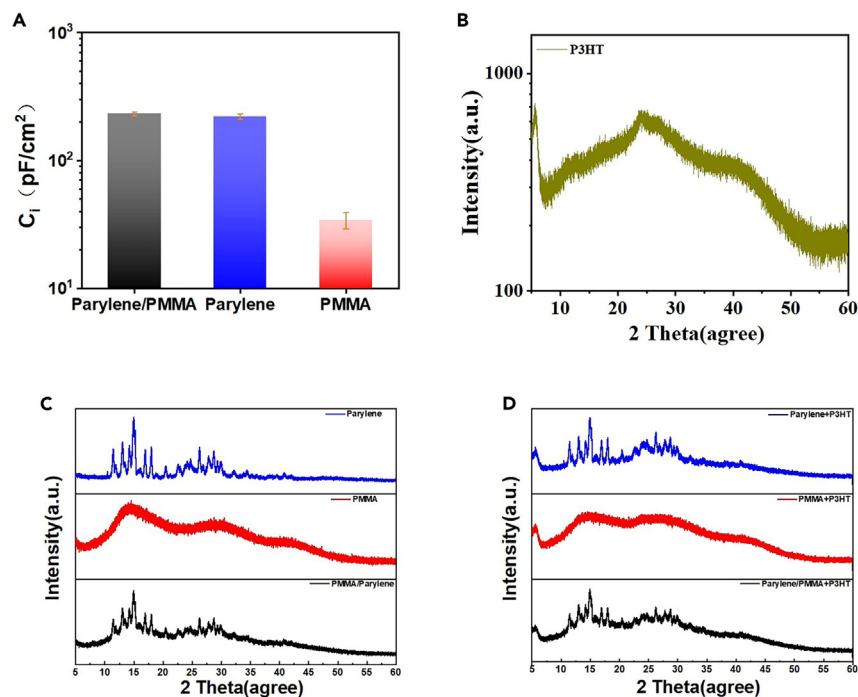 A
10³
10²
10¹
Cᵢ (pF/cm²)
Parylene/PMMA Parylene PMMA
B
P3HT
1000
100
Intensity(a.u.)
10 20 30 40 50 60
2 Theta(agree)
C
Parylene
PMMA
PMMA/Parylene
Intensity(a.u.)
5 10 15 20 25 30 35 40 45 50 55 60
2 Theta(agree)
D
Parylene+P3HT
PMMA+P3HT
Parylene/PMMA+P3HT
Intensity(a.u.)
5 10 15 20 25 30 35 40 45 50 55 60
2 Theta(agree)